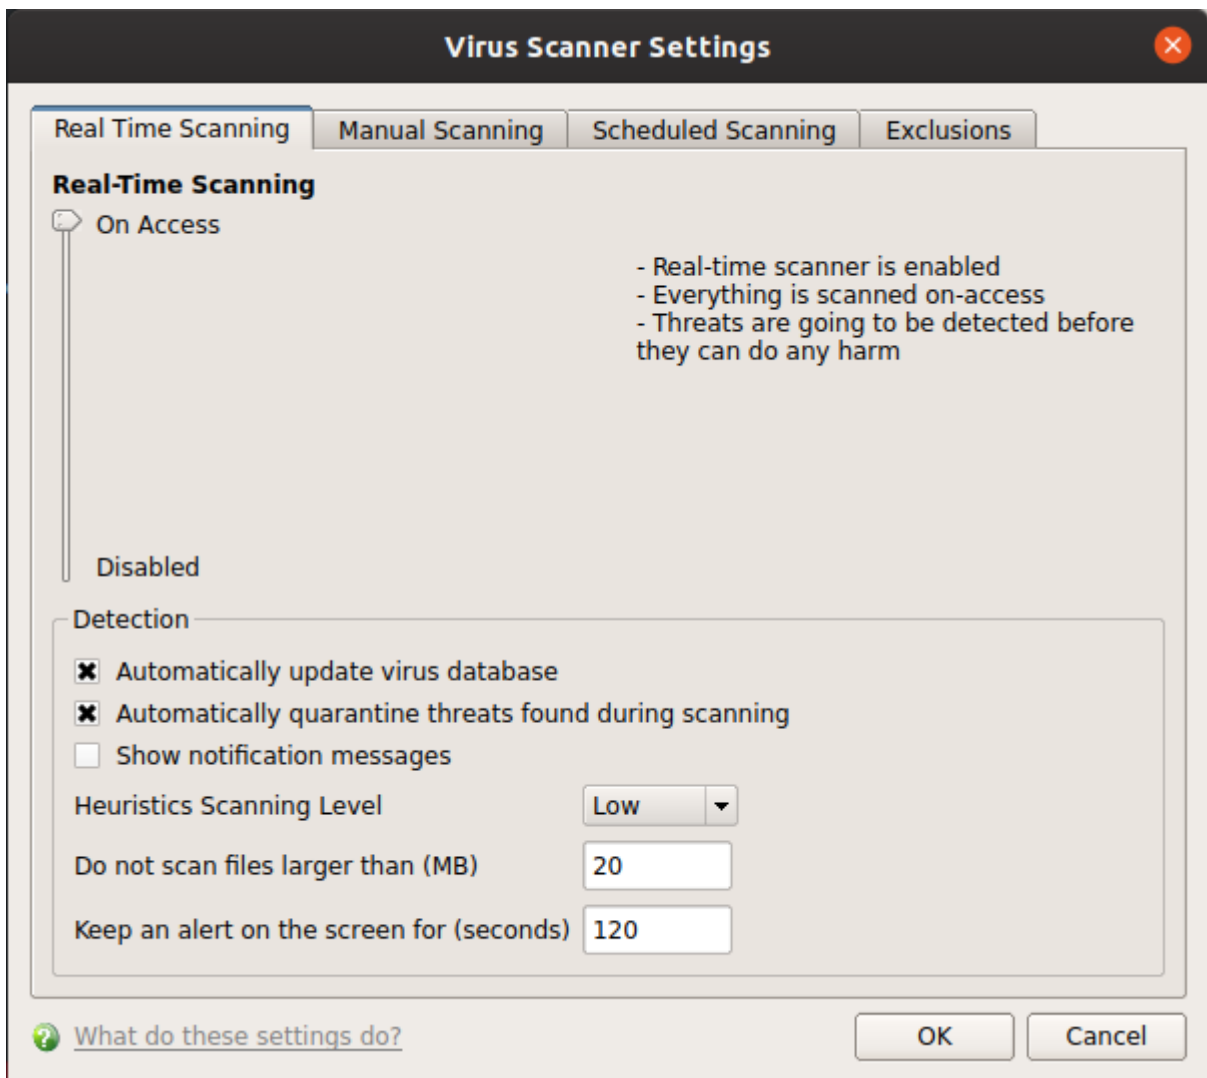 Virus Scanner Settings
Real Time Scanning
Manual Scanning
Scheduled Scanning
Exclusions
Real-Time Scanning
On Access
- Real-time scanner is enabled
- Everything is scanned on-access
- Threats are going to be detected before
they can do any harm
Disabled
Detection
Automatically update virus database
Automatically quarantine threats found during scanning
Show notification messages
Heuristics Scanning Level
Low
Do not scan files larger than (MB)
20
Keep an alert on the screen for (seconds)
120
What do these settings do?
OK
Cancel